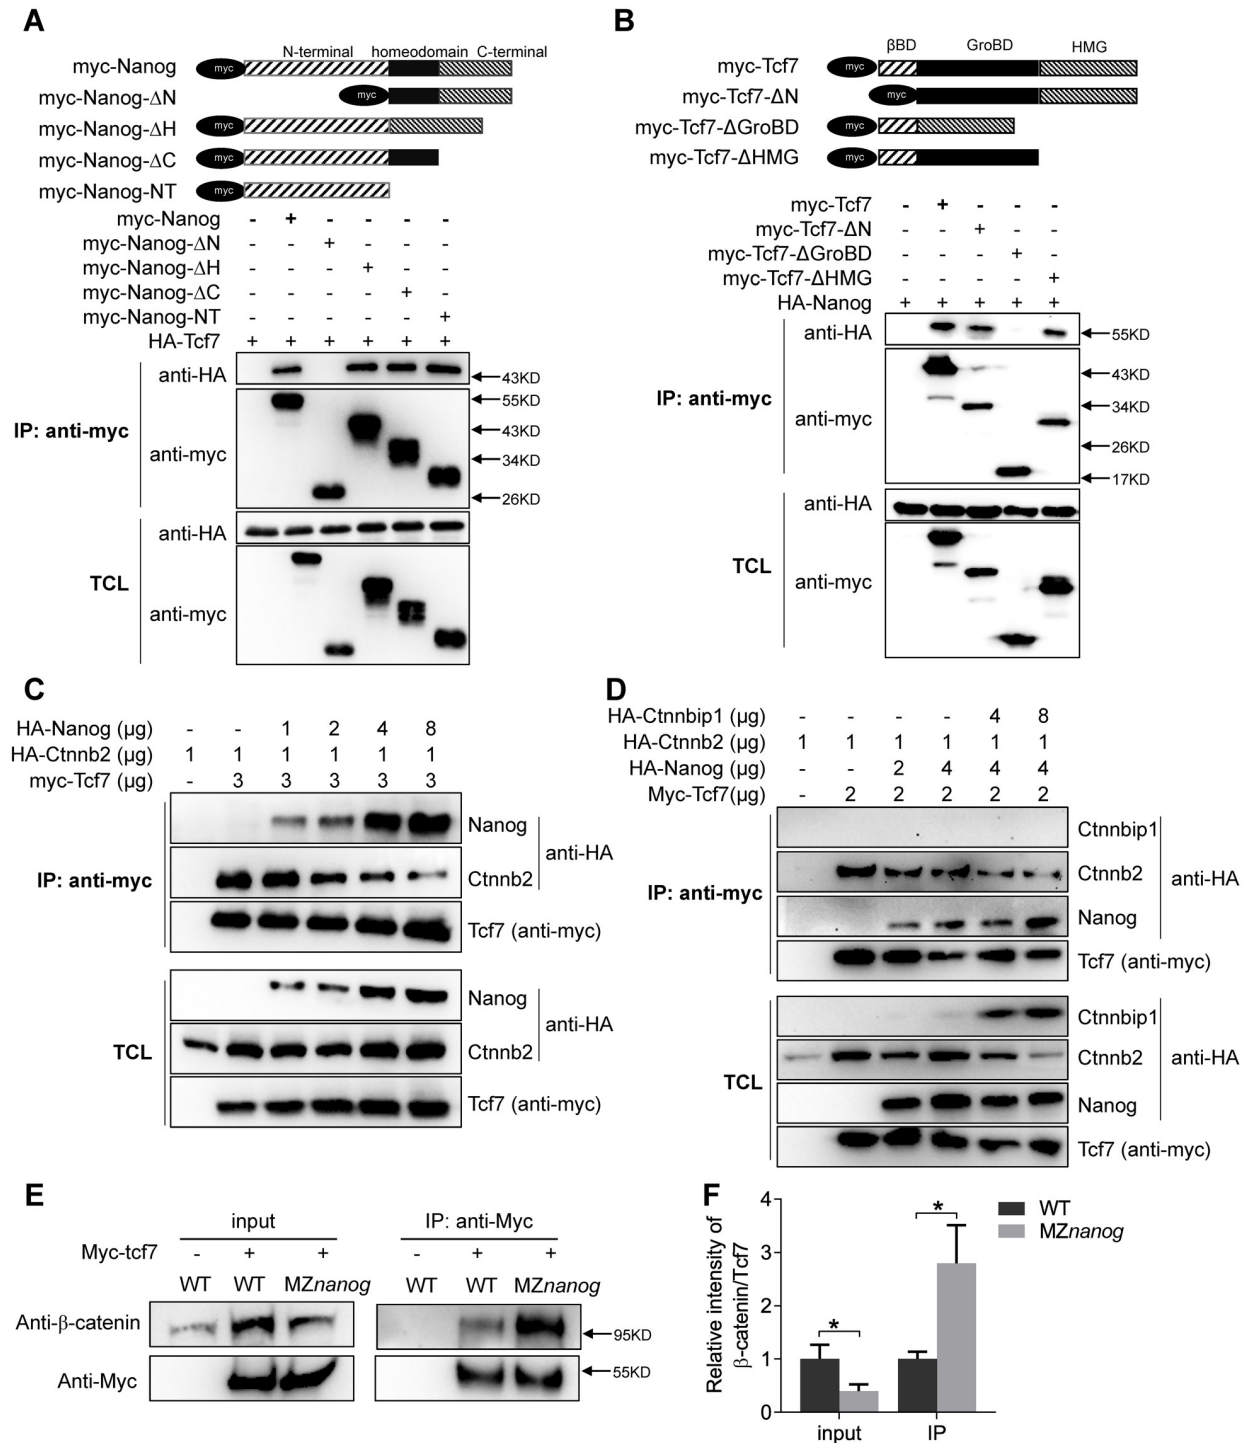 A
N-terminal homeodomain C-terminal
myc-Nanog myc
myc-Nanog-ΔN myc
myc-Nanog-ΔH myc
myc-Nanog-ΔC myc
myc-Nanog-NT myc
myc-Nanog - + - - - -
myc-Nanog-ΔN - - + - - -
myc-Nanog-ΔH - - - + - -
myc-Nanog-ΔC - - - - + -
myc-Nanog-NT - - - - - +
HA-Tcf7 + + + + + +
IP: anti-myc
anti-HA
43KD
anti-myc
55KD
43KD
34KD
26KD
TCL
anti-HA
anti-myc
B
βBD GroBD HMG
myc-Tcf7 myc
myc-Tcf7-ΔN myc
myc-Tcf7-ΔGroBD myc
myc-Tcf7-ΔHMG myc
myc-Tcf7 - + - - -
myc-Tcf7-ΔN - - + - -
myc-Tcf7-ΔGroBD - - - + -
myc-Tcf7-ΔHMG - - - - +
HA-Nanog + + + + +
IP: anti-myc
anti-HA
55KD
anti-myc
43KD
34KD
26KD
17KD
TCL
anti-HA
anti-myc
C
HA-Nanog (μg) - - 1 2 4 8
HA-Ctnnb2 (μg) 1 1 1 1 1 1
myc-Tcf7 (μg) - 3 3 3 3 3
IP: anti-myc
Nanog
Ctnnb2
anti-HA
Tcf7 (anti-myc)
TCL
Nanog
Ctnnb2
anti-HA
Tcf7 (anti-myc)
D
HA-Ctnnbip1 (μg) - - - - 4 8
HA-Ctnnb2 (μg) 1 1 1 1 1 1
HA-Nanog (μg) - - 2 4 4 4
Myc-Tcf7(μg) - 2 2 2 2 2
IP: anti-myc
Ctnnbip1
Ctnnb2
Nanog
anti-HA
Tcf7 (anti-myc)
TCL
Ctnnbip1
Ctnnb2
Nanog
anti-HA
Tcf7 (anti-myc)
E
input IP: anti-Myc
Myc-tcf7 - + + - + +
WT WT MZnanog WT WT MZnanog
Anti-β-catenin
95KD
Anti-Myc
55KD
F
Relative intensity of
β-catenin/Tcf7
4
3
2
1
0
* *
input IP
WT
MZnanog